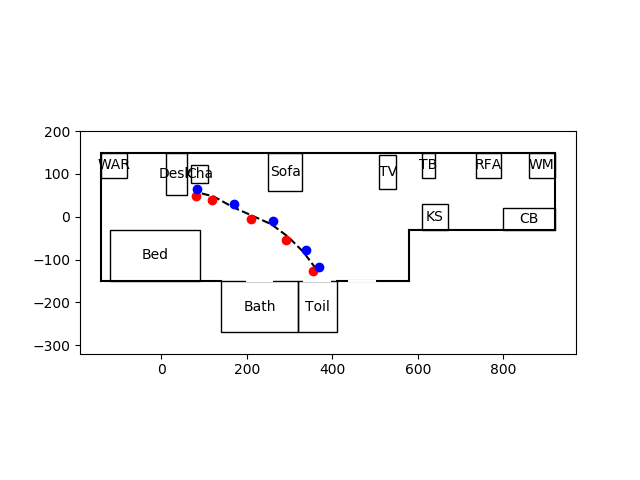 200
100
0
−100
−200
−300
WAR
Desk
Cha
Sofa
TV
TB
RFA
WM
KS
CB
Bed
Bath
Toil
0
200
400
600
800